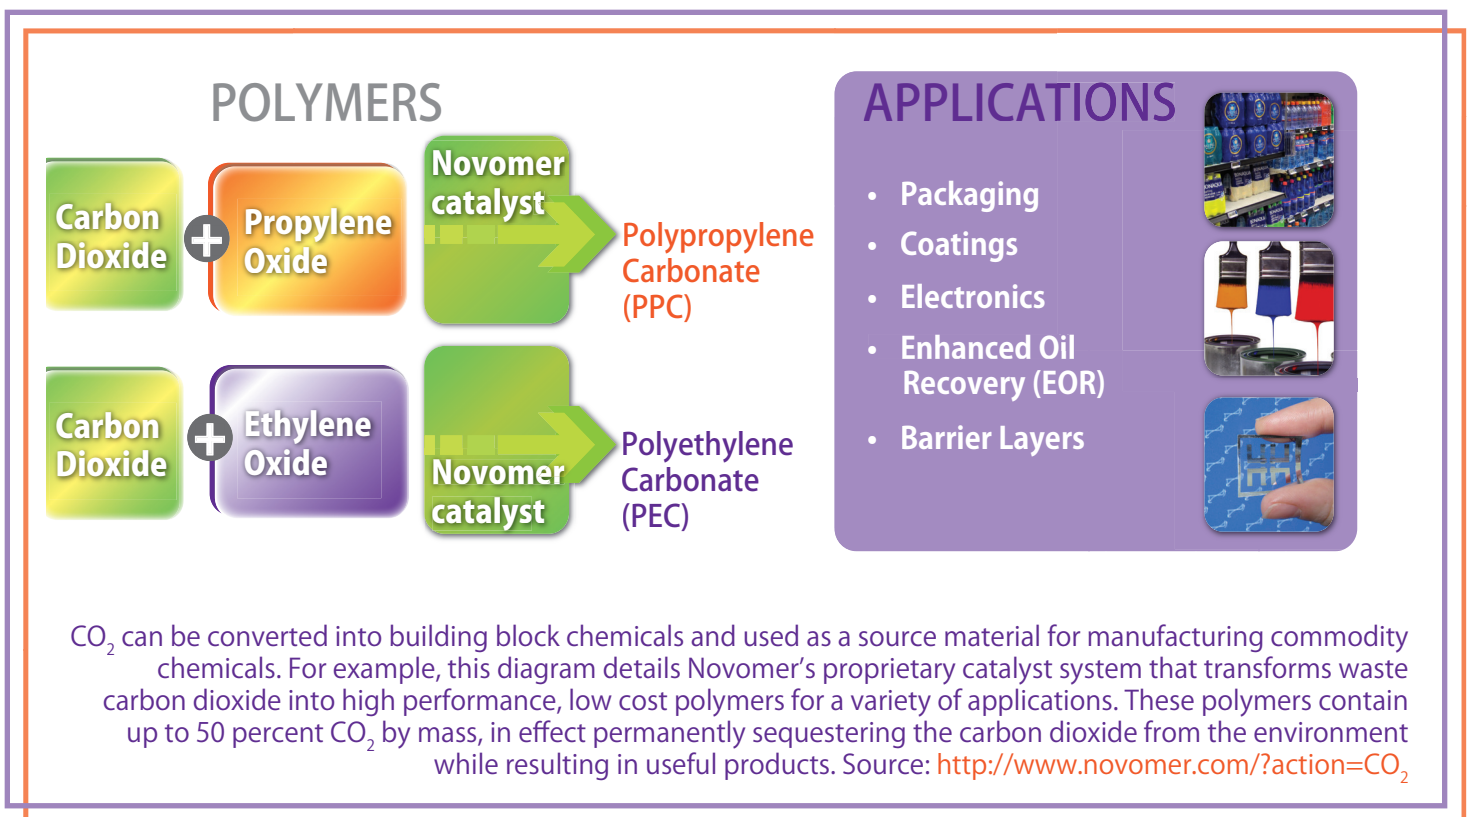 POLYMERS
Carbon
Dioxide
+
Propylene
Oxide
Novomer
catalyst
Polypropylene
Carbonate
(PPC)
Carbon
Dioxide
+
Ethylene
Oxide
Novomer
catalyst
Polyethylene
Carbonate
(PEC)
APPLICATIONS
• Packaging
• Coatings
• Electronics
• Enhanced Oil
Recovery (EOR)
• Barrier Layers
CO₂ can be converted into building block chemicals and used as a source material for manufacturing commodity
chemicals. For example, this diagram details Novomer’s proprietary catalyst system that transforms waste
carbon dioxide into high performance, low cost polymers for a variety of applications. These polymers contain
up to 50 percent CO₂ by mass, in effect permanently sequestering the carbon dioxide from the environment
while resulting in useful products. Source: http://www.novomer.com/?action=CO₂